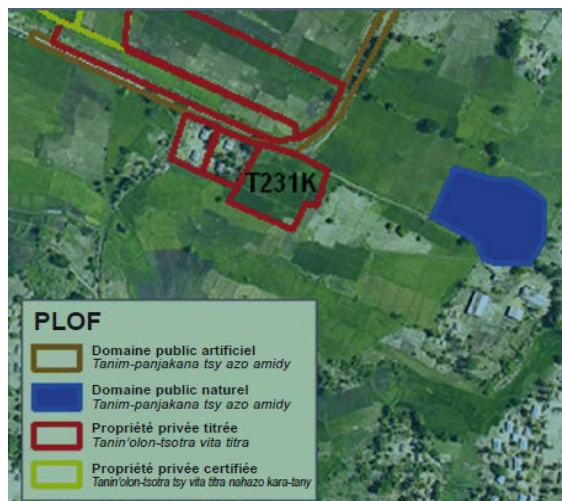 T231K
PLOF
Domaine public artificiel
Tanim-panjakana tsy azo amidy
Domaine public naturel
Tanim-panjakana tsy azo amidy
Propriété privée titrée
Tanin'olon-tsotra vita titra
Propriété privée certifiée
Tanin'olon-tsotra tsy vita titra nahazo kara-tany